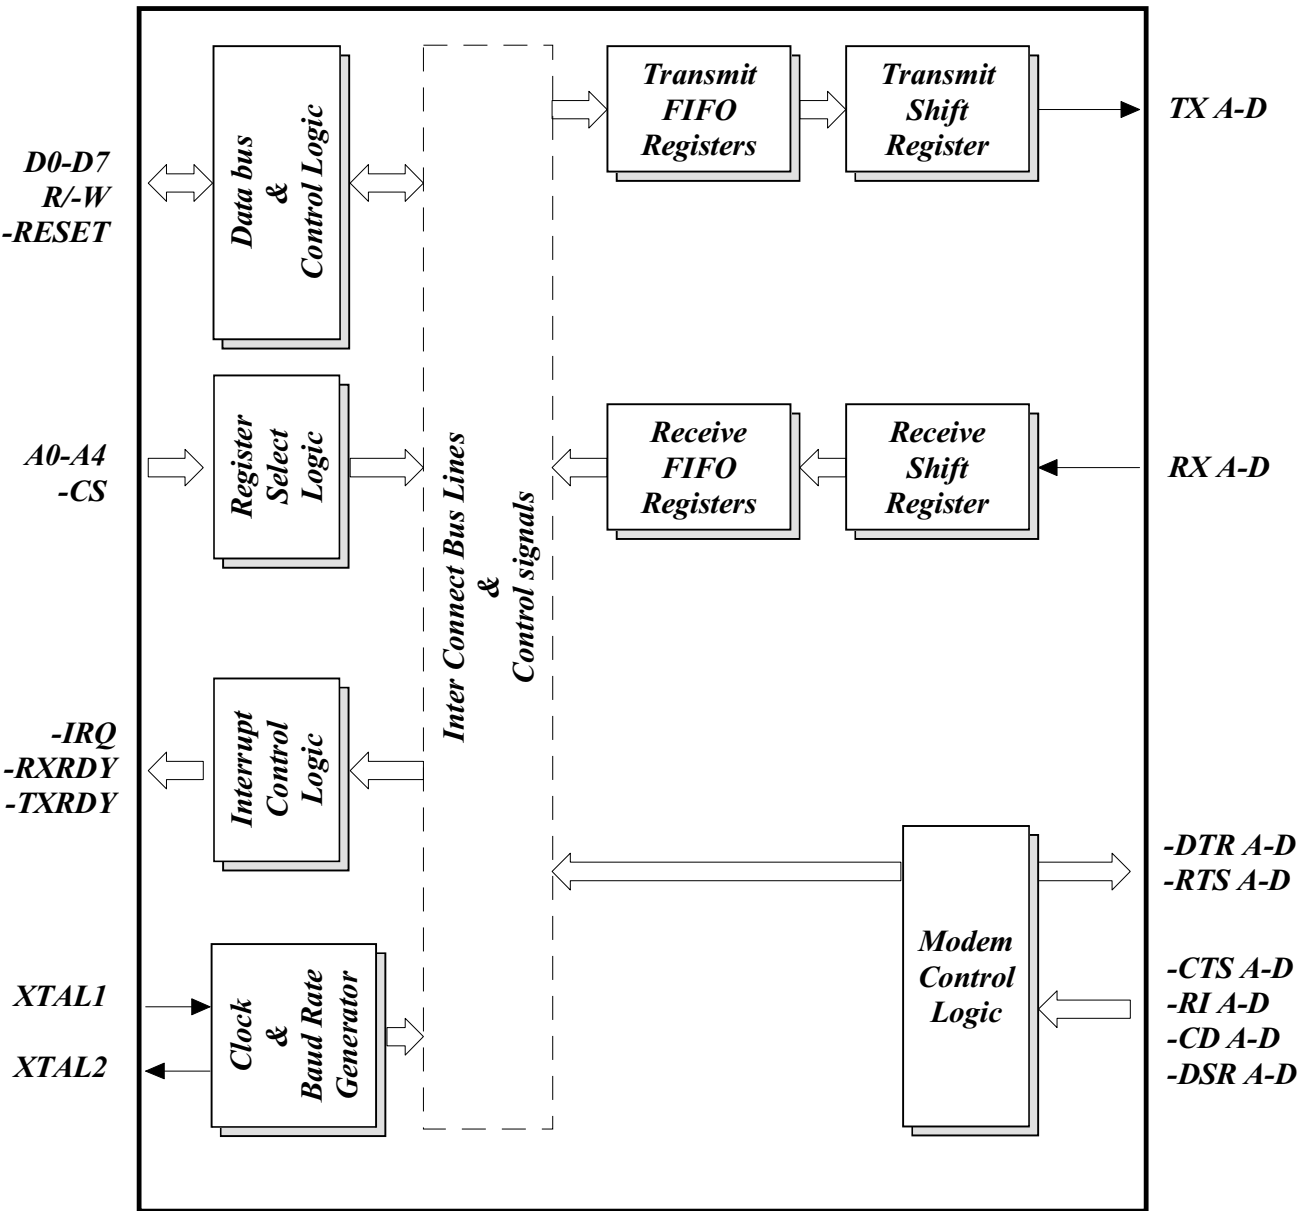 D0-D7
R/-W
-RESET
Data bus
&
Control Logic
A0-A4
-CS
Register
Select
Logic
-IRQ
-RXRDY
-TXRDY
Interrupt
Control
Logic
XTAL1
XTAL2
Clock
&
Baud Rate
Generator
Inter Connect Bus Lines
&
Control signals
Transmit
FIFO
Registers
Transmit
Shift
Register
TX A-D
Receive
FIFO
Registers
Receive
Shift
Register
RX A-D
Modem
Control
Logic
-DTR A-D
-RTS A-D
-CTS A-D
-RI A-D
-CD A-D
-DSR A-D